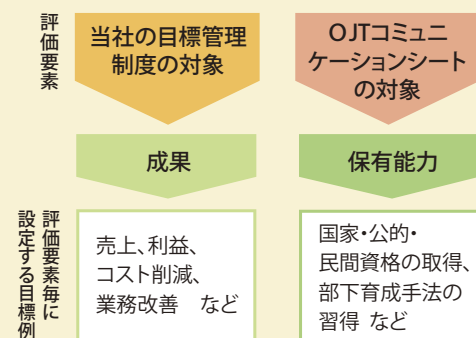 評価要素
当社の目標管理
制度の対象
OJTコミュニ
ケーションシート
の対象
成果
保有能力
評価要素毎に
設定する目標例
売上、利益、
コスト削減、
業務改善　など
国家・公的・
民間資格の取得、
部下育成手法の
習得 など